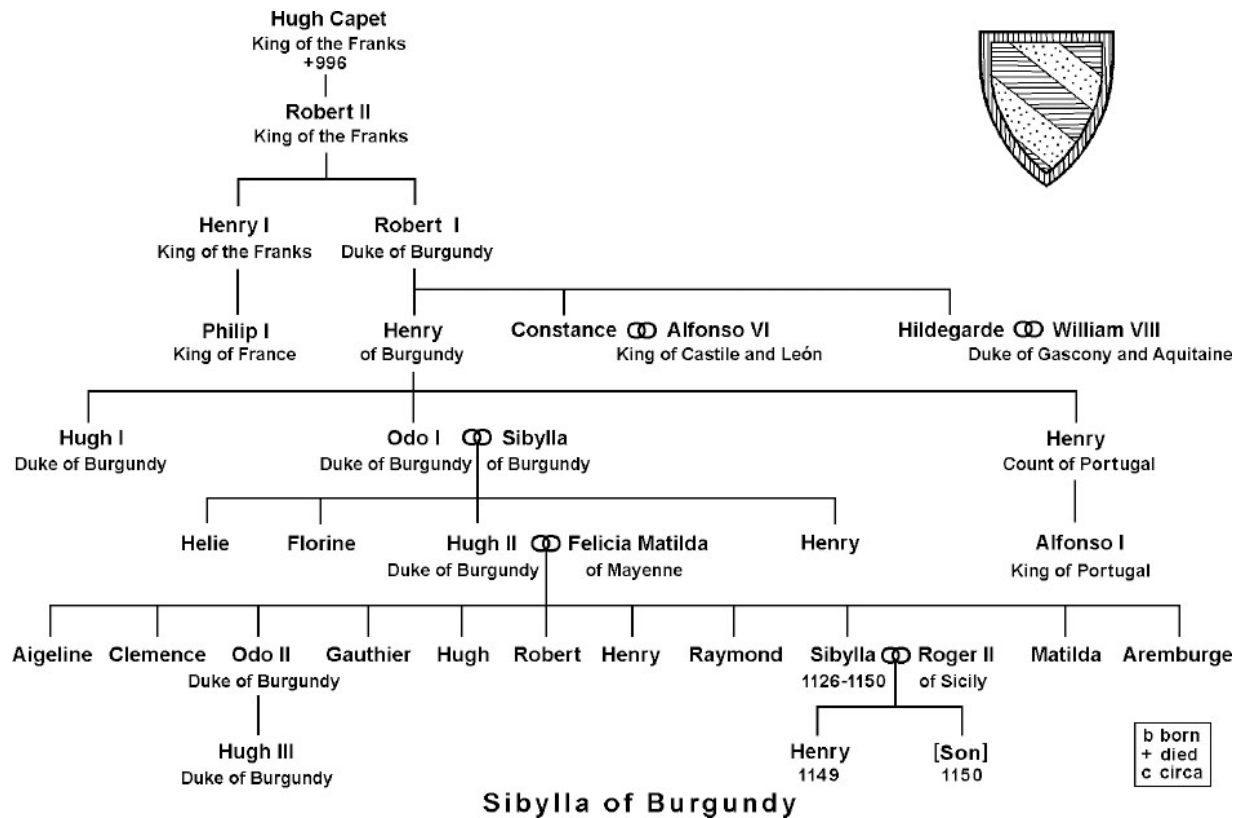 Hugh Capet
King of the Franks
+996
Robert II
King of the Franks
Henry I
King of the Franks
Robert I
Duke of Burgundy
Philip I
King of France
Henry
of Burgundy
Constance
Alfonso VI
King of Castile and León
Hildegarde
William VIII
Duke of Gascony and Aquitaine
Hugh I
Duke of Burgundy
Odo I
Duke of Burgundy
Sibylla
of Burgundy
Henry
Count of Portugal
Helie
Florine
Hugh II
Duke of Burgundy
Felicia Matilda
of Mayenne
Henry
Alfonso I
King of Portugal
Aigeline
Clemence
Odo II
Duke of Burgundy
Gauthier
Hugh
Robert
Henry
Raymond
Sibylla
1126-1150
Roger II
of Sicily
Matilda
Aremburge
Hugh III
Duke of Burgundy
Henry
1149
[Son]
1150
b born
+ died
c circa
Sibylla of Burgundy